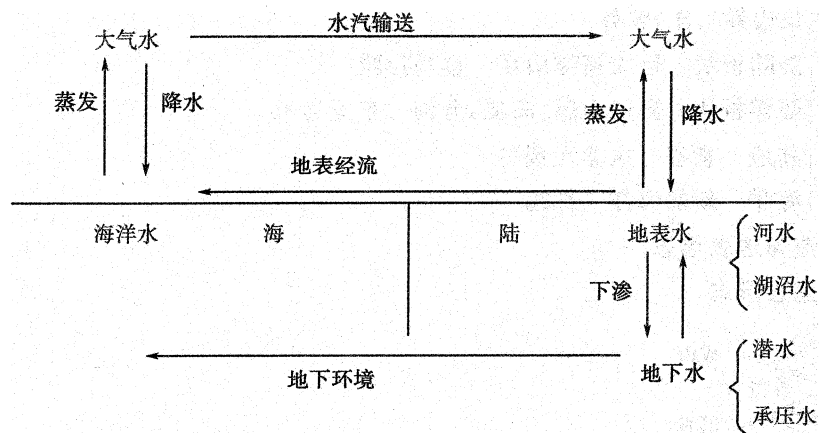 水汽输送
大气水 大气水
蒸发 降水 蒸发 降水
地表经流
海洋水 海 陆 地表水 河水
湖沼水
下渗
潜水
地下环境 地下水
承压水